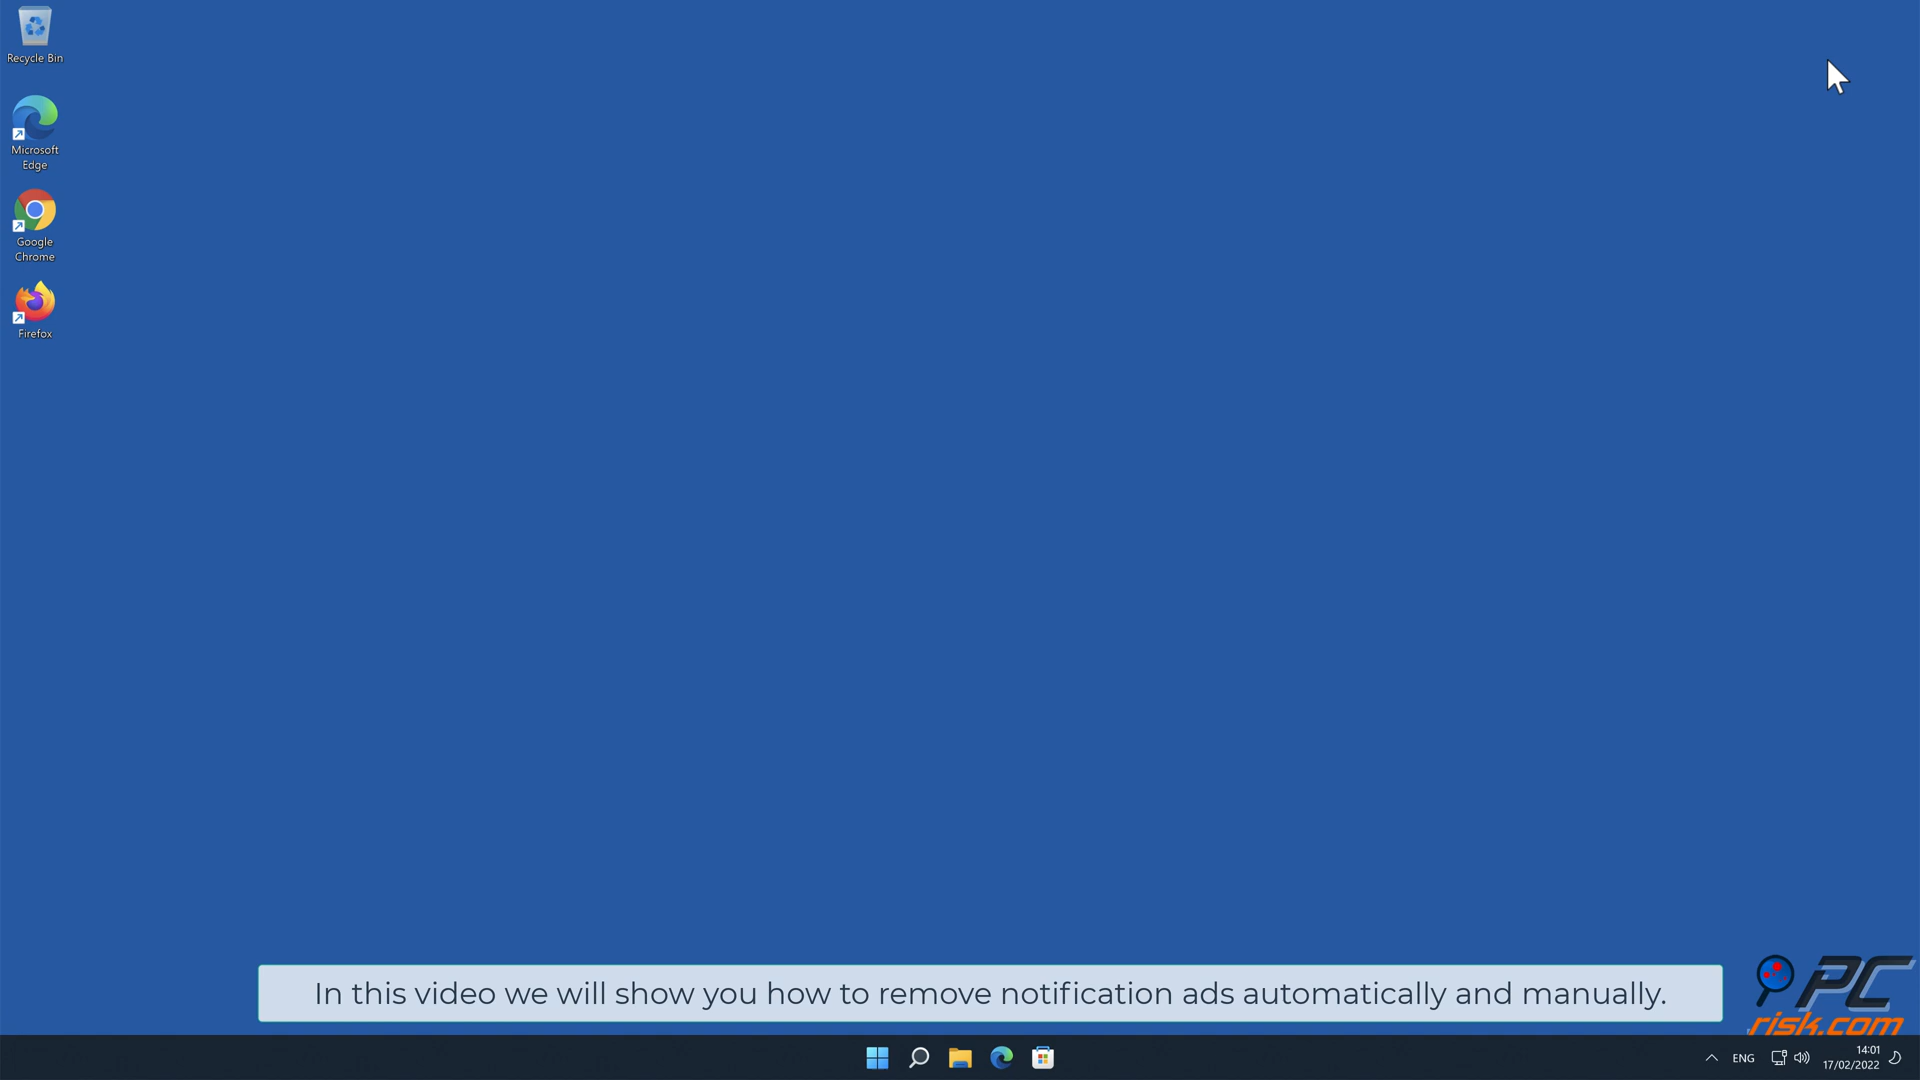 Recycle Bin
Microsoft
Edge
Google
Chrome
Firefox
In this video we will show you how to remove notification ads automatically and manually.
PC
risk.com
ENG
14:01
17/02/2022